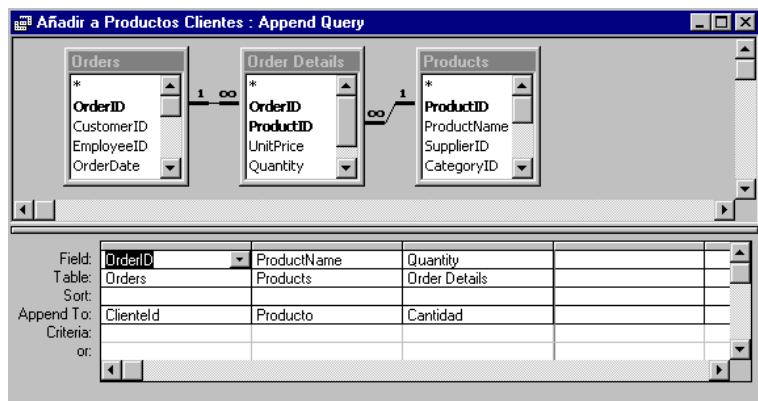 Añadir a Productos Clientes : Append Query
Orders
*
OrderID
CustomerID
EmployeeID
OrderDate
1 ∞
Order Details
*
OrderID
ProductID
UnitPrice
Quantity
∞ 1
Products
*
ProductID
ProductName
SupplierID
CategoryID
Field: OrderID ProductName Quantity
Table: Orders Products Order Details
Sort:
Append To: ClienteId Producto Cantidad
Criteria:
or: